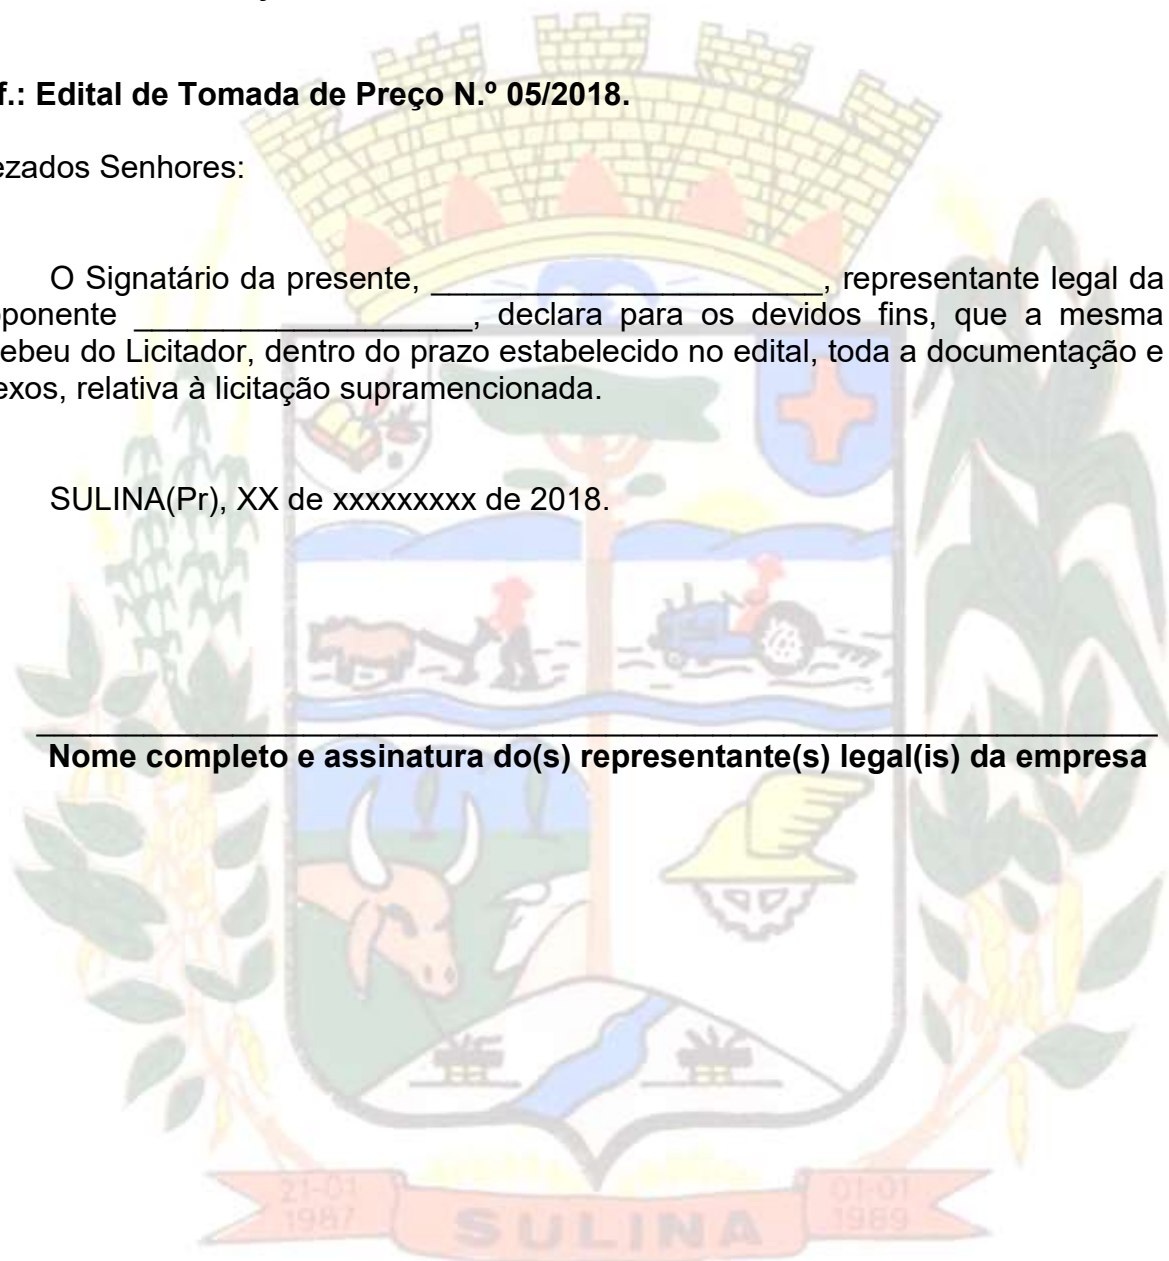 f.: Edital de Tomada de Preço N.º 05/2018.
ezados Senhores:
O Signatário da presente, ______________________, representante legal da
oponente ___________________, declara para os devidos fins, que a mesma
ebeu do Licitador, dentro do prazo estabelecido no edital, toda a documentação e
exos, relativa à licitação supramencionada.
SULINA(Pr), XX de xxxxxxxxx de 2018.
_______________________________________________________________
Nome completo e assinatura do(s) representante(s) legal(is) da empresa
21-01
1987
SULINA
01-01
1989